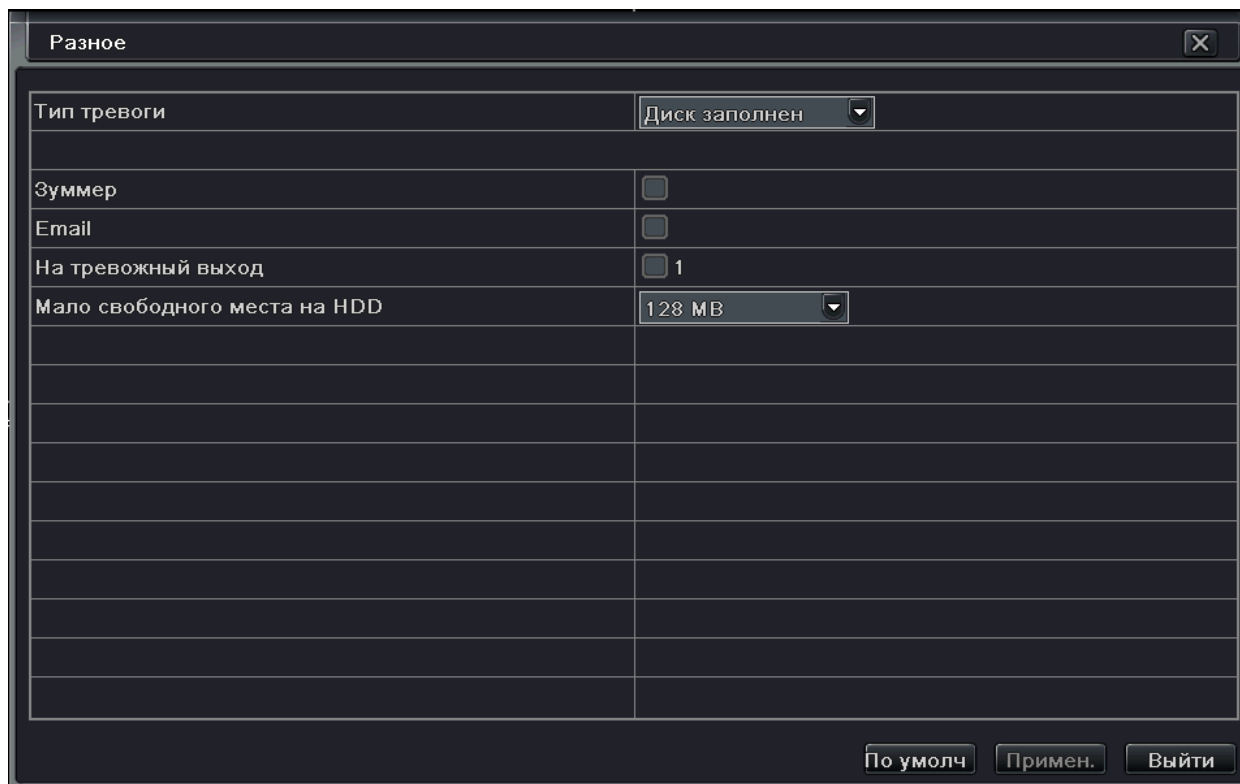 Разное
Тип тревоги Диск заполнен
Зуммер
Email
На тревожный выход 1
Мало свободного места на HDD 128 MB
По умолч Примен. Выйти